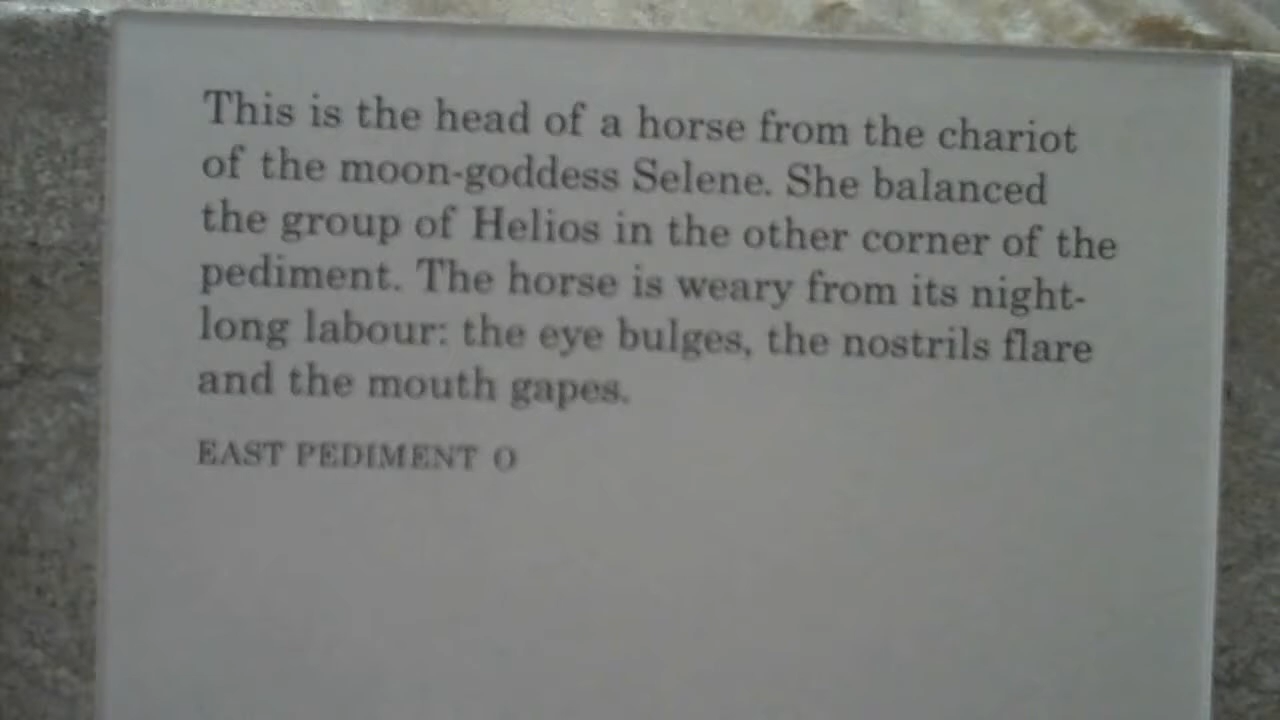 This is the head of a horse from the chariot
of the moon-goddess Selene. She balanced
the group of Helios in the other corner of the
pediment. The horse is weary from its night-
long labour: the eye bulges, the nostrils flare
and the mouth gapes.
EAST PEDIMENT O